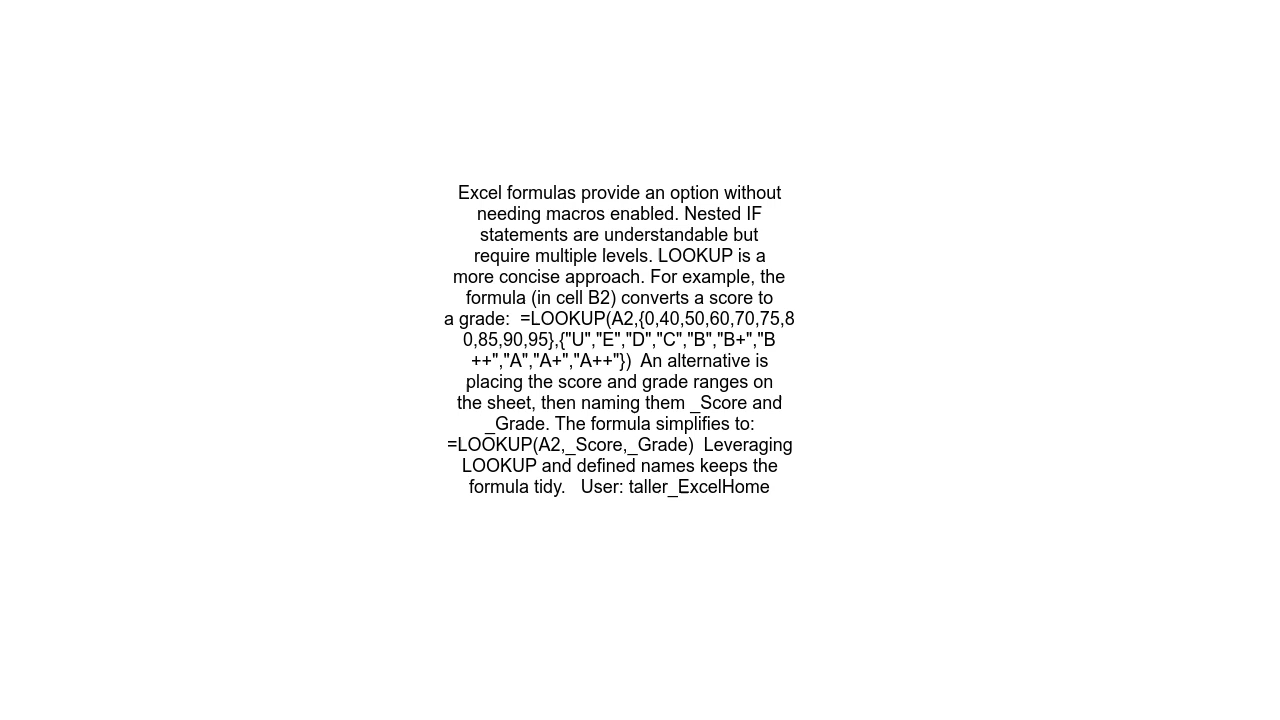 Excel formulas provide an option without
needing macros enabled. Nested IF
statements are understandable but
require multiple levels. LOOKUP is a
more concise approach. For example, the
formula (in cell B2) converts a score to
a grade:  =LOOKUP(A2,{0,40,50,60,70,75,8
0,85,90,95},{"U","E","D","C","B","B+","B
++","A","A+","A++"})  An alternative is
placing the score and grade ranges on
the sheet, then naming them _Score and
_Grade. The formula simplifies to:
=LOOKUP(A2,_Score,_Grade)  Leveraging
LOOKUP and defined names keeps the
formula tidy.   User: taller_ExcelHome